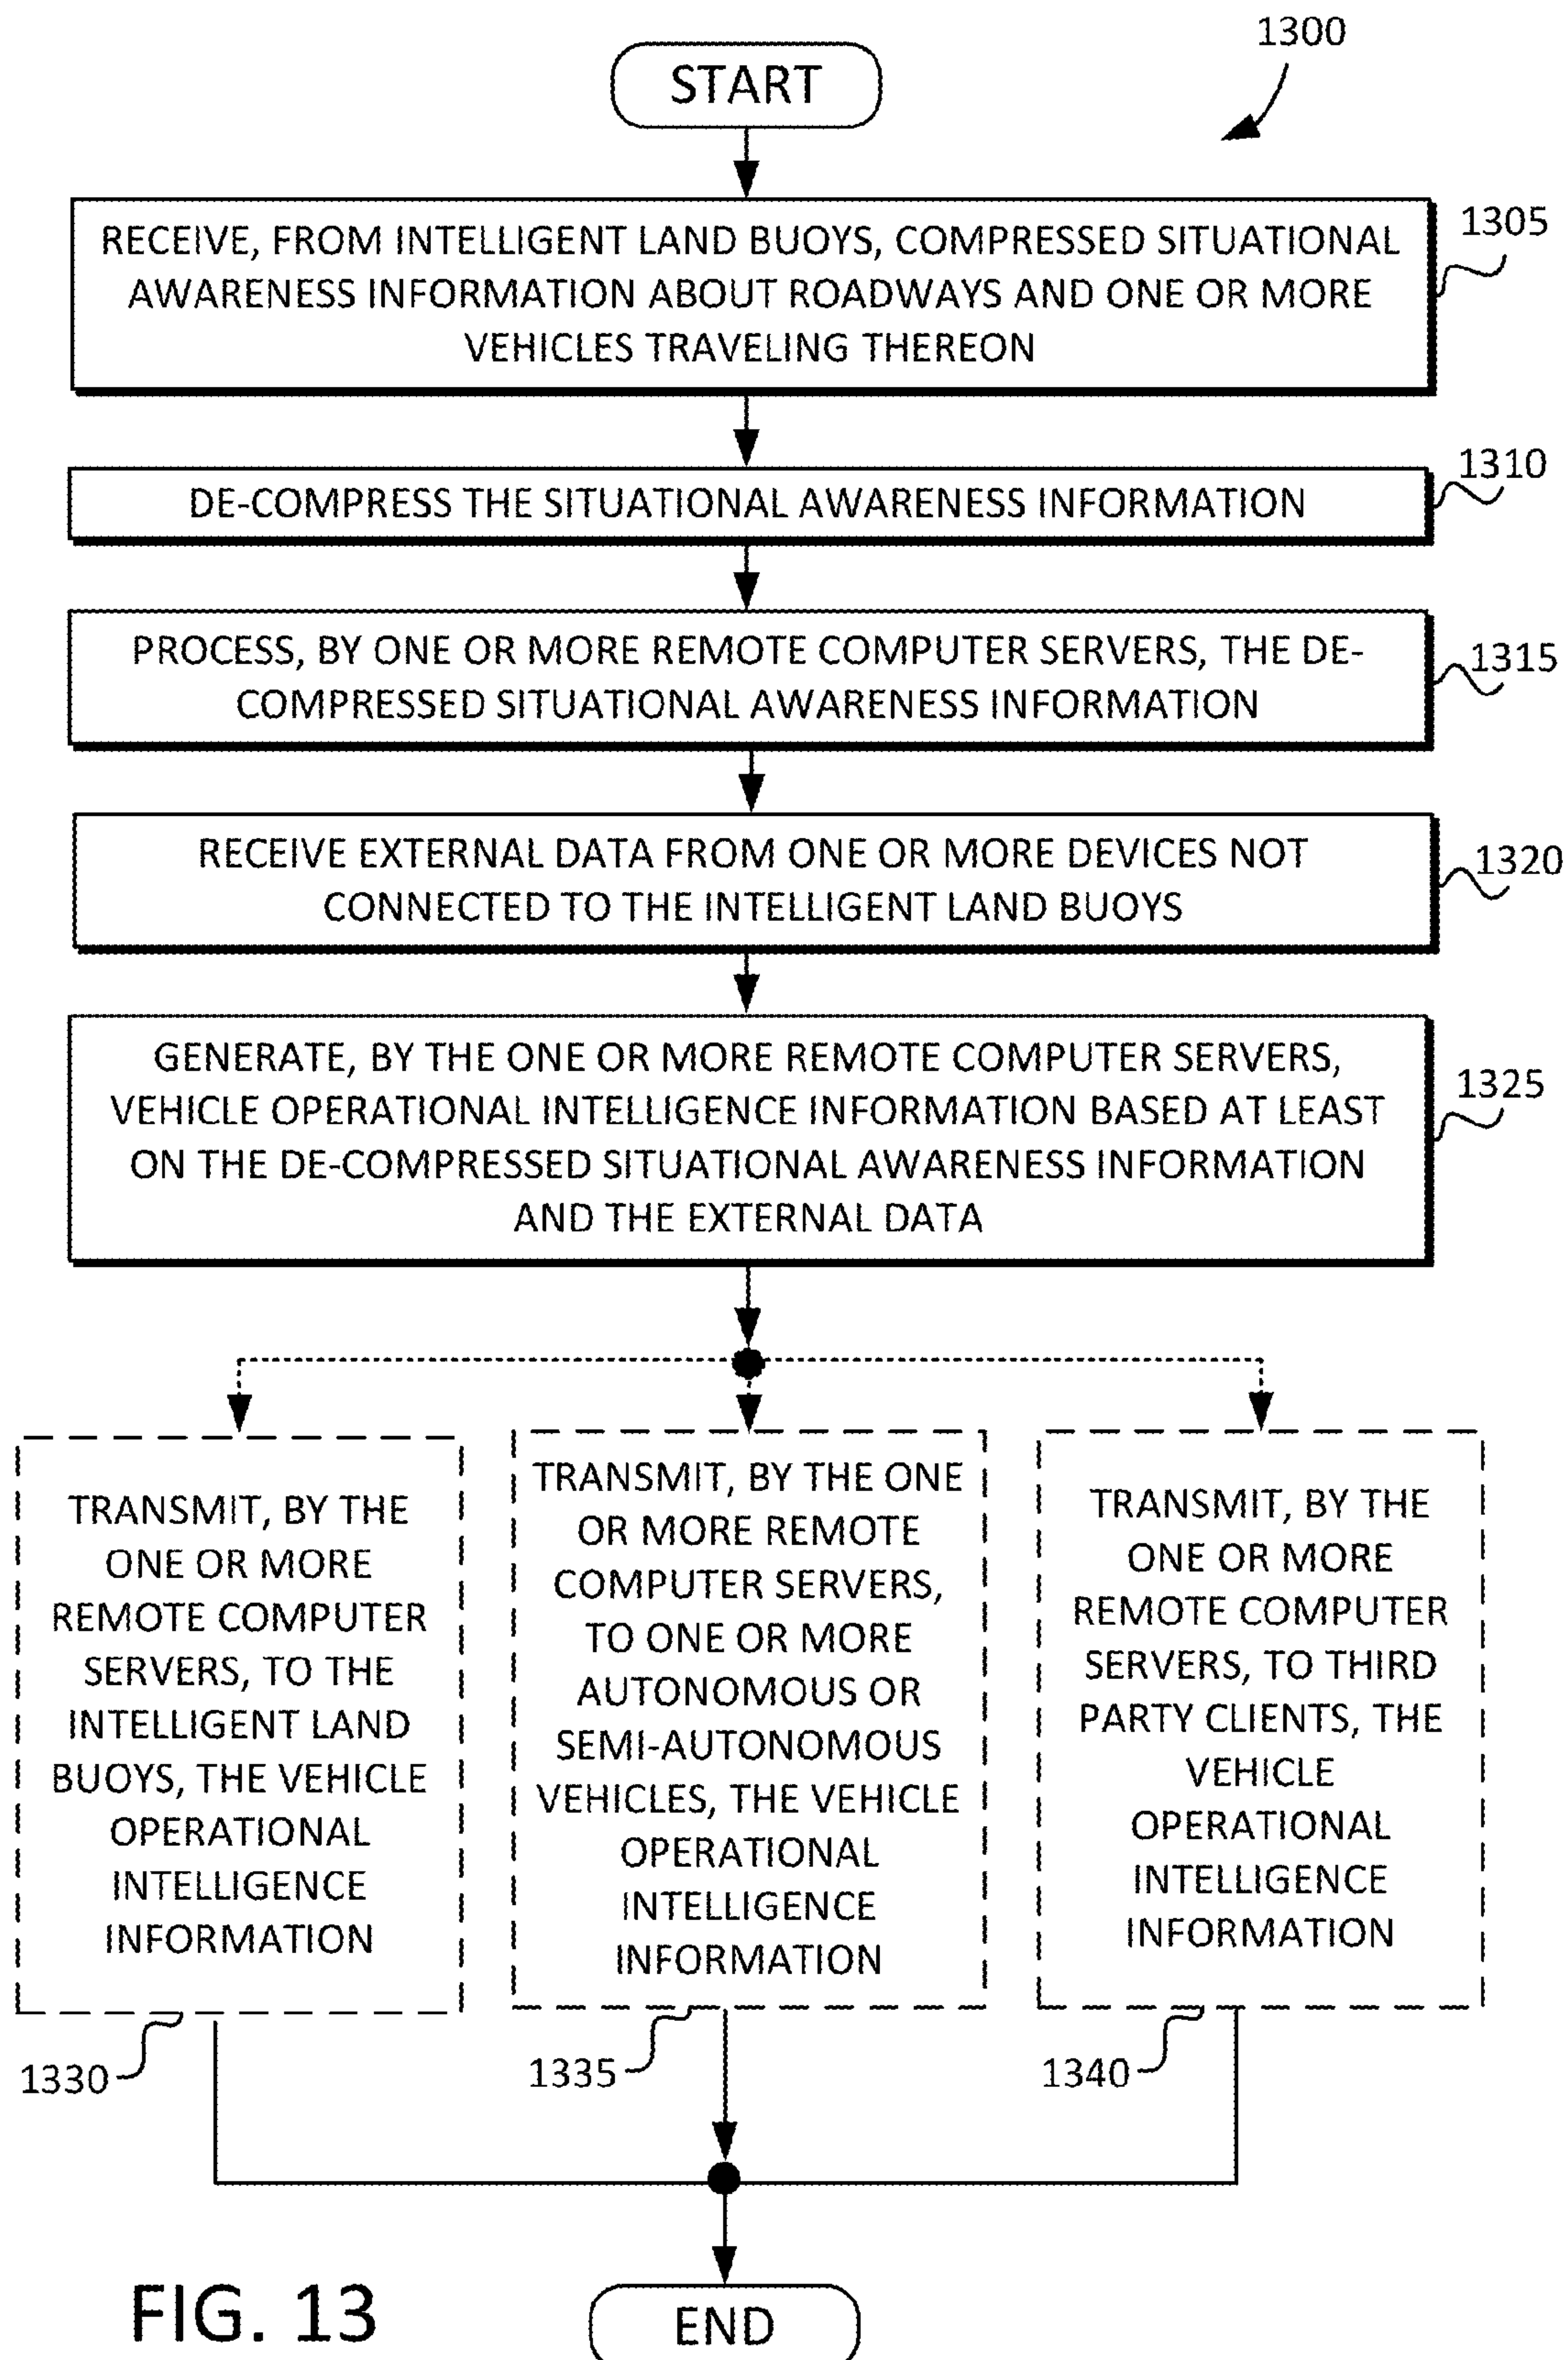 1300
START
RECEIVE, FROM INTELLIGENT LAND BUOYS, COMPRESSED SITUATIONAL
AWARENESS INFORMATION ABOUT ROADWAYS AND ONE OR MORE
VEHICLES TRAVELING THEREON
1305
DE-COMPRESS THE SITUATIONAL AWARENESS INFORMATION
1310
PROCESS, BY ONE OR MORE REMOTE COMPUTER SERVERS, THE DE-
COMPRESSED SITUATIONAL AWARENESS INFORMATION
1315
RECEIVE EXTERNAL DATA FROM ONE OR MORE DEVICES NOT
CONNECTED TO THE INTELLIGENT LAND BUOYS
1320
GENERATE, BY THE ONE OR MORE REMOTE COMPUTER SERVERS,
VEHICLE OPERATIONAL INTELLIGENCE INFORMATION BASED AT LEAST
ON THE DE-COMPRESSED SITUATIONAL AWARENESS INFORMATION
AND THE EXTERNAL DATA
1325
TRANSMIT, BY THE
ONE OR MORE
REMOTE COMPUTER
SERVERS, TO THE
INTELLIGENT LAND
BUOYS, THE VEHICLE
OPERATIONAL
INTELLIGENCE
INFORMATION
1330
TRANSMIT, BY THE ONE
OR MORE REMOTE
COMPUTER SERVERS,
TO ONE OR MORE
AUTONOMOUS OR
SEMI-AUTONOMOUS
VEHICLES, THE VEHICLE
OPERATIONAL
INTELLIGENCE
INFORMATION
1335
TRANSMIT, BY THE
ONE OR MORE
REMOTE COMPUTER
SERVERS, TO THIRD
PARTY CLIENTS, THE
VEHICLE
OPERATIONAL
INTELLIGENCE
INFORMATION
1340
END
FIG. 13